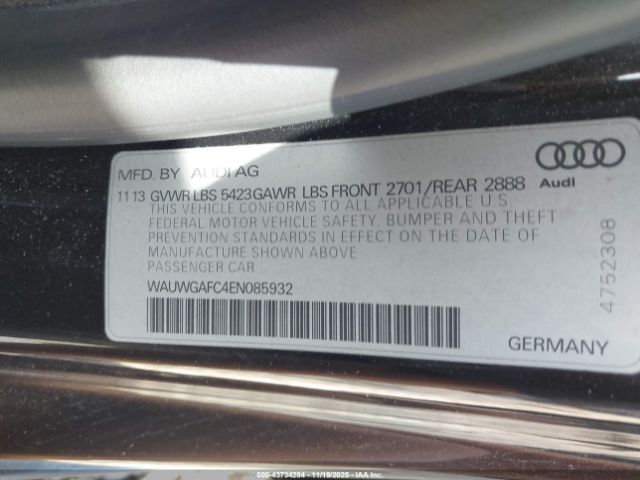 MFD. BY AUDI AG
11 13 GVWR LBS 5423GAWR LBS FRONT 2701/REAR 2888
Audi
THIS VEHICLE CONFORMS TO ALL APPLICABLE U S
FEDERAL MOTOR VEHICLE SAFETY, BUMPER AND THEFT
PREVENTION STANDARDS IN EFFECT ON THE DATE OF
MANUFACTURE SHOWN ABOVE
PASSENGER CAR
WAUWGAFC4EN085932
4752308
GERMANY
000-43734284 - 11/19/2025 - IAA Inc.